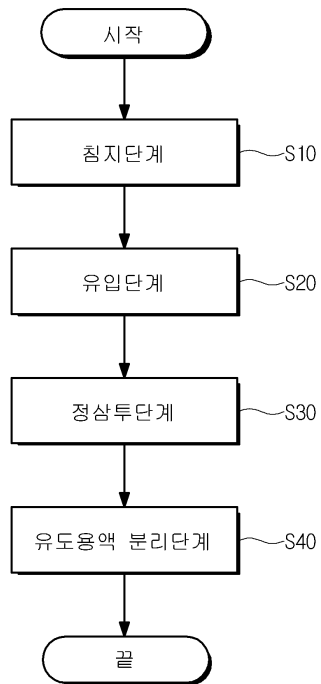 시작
침지단계
S10
유입단계
S20
정삼투단계
S30
유도용액 분리단계
S40
끝